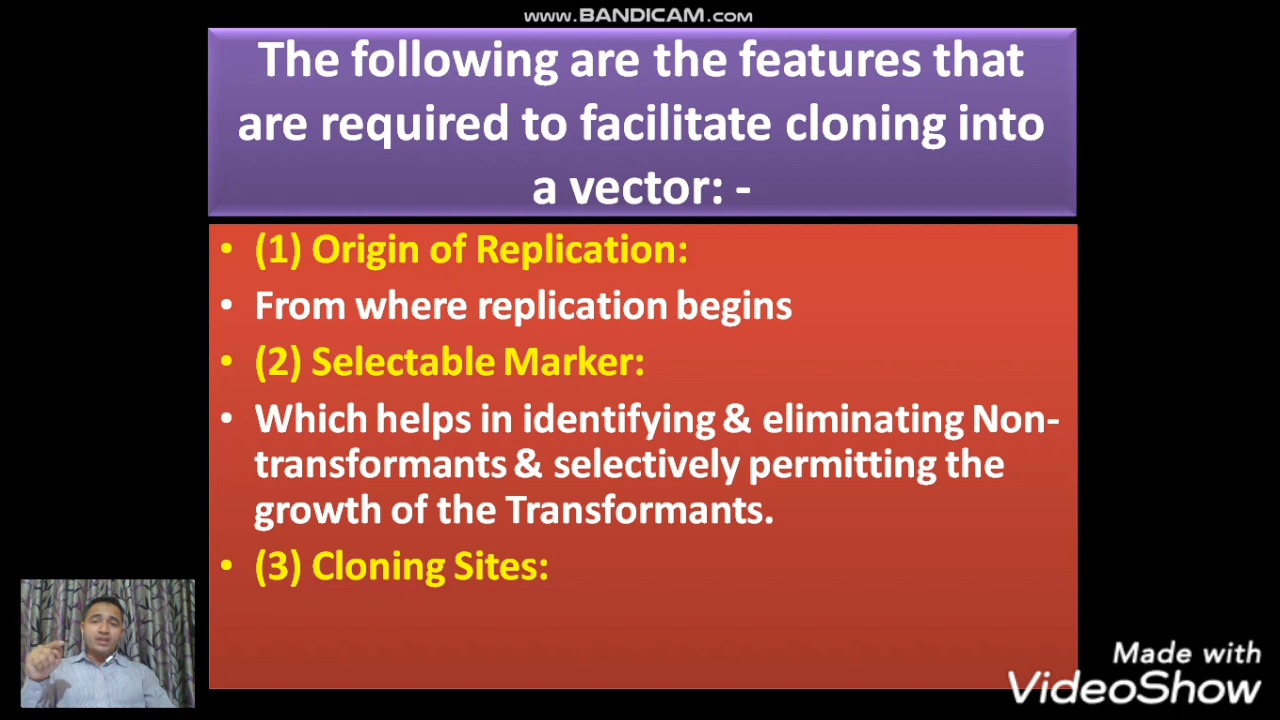 www.BANDICAM.com
The following are the features that
are required to facilitate cloning into
a vector: -
• (1) Origin of Replication:
• From where replication begins
• (2) Selectable Marker:
• Which helps in identifying & eliminating Non-
transformants & selectively permitting the
growth of the Transformants.
• (3) Cloning Sites:
Made with
VideoShow